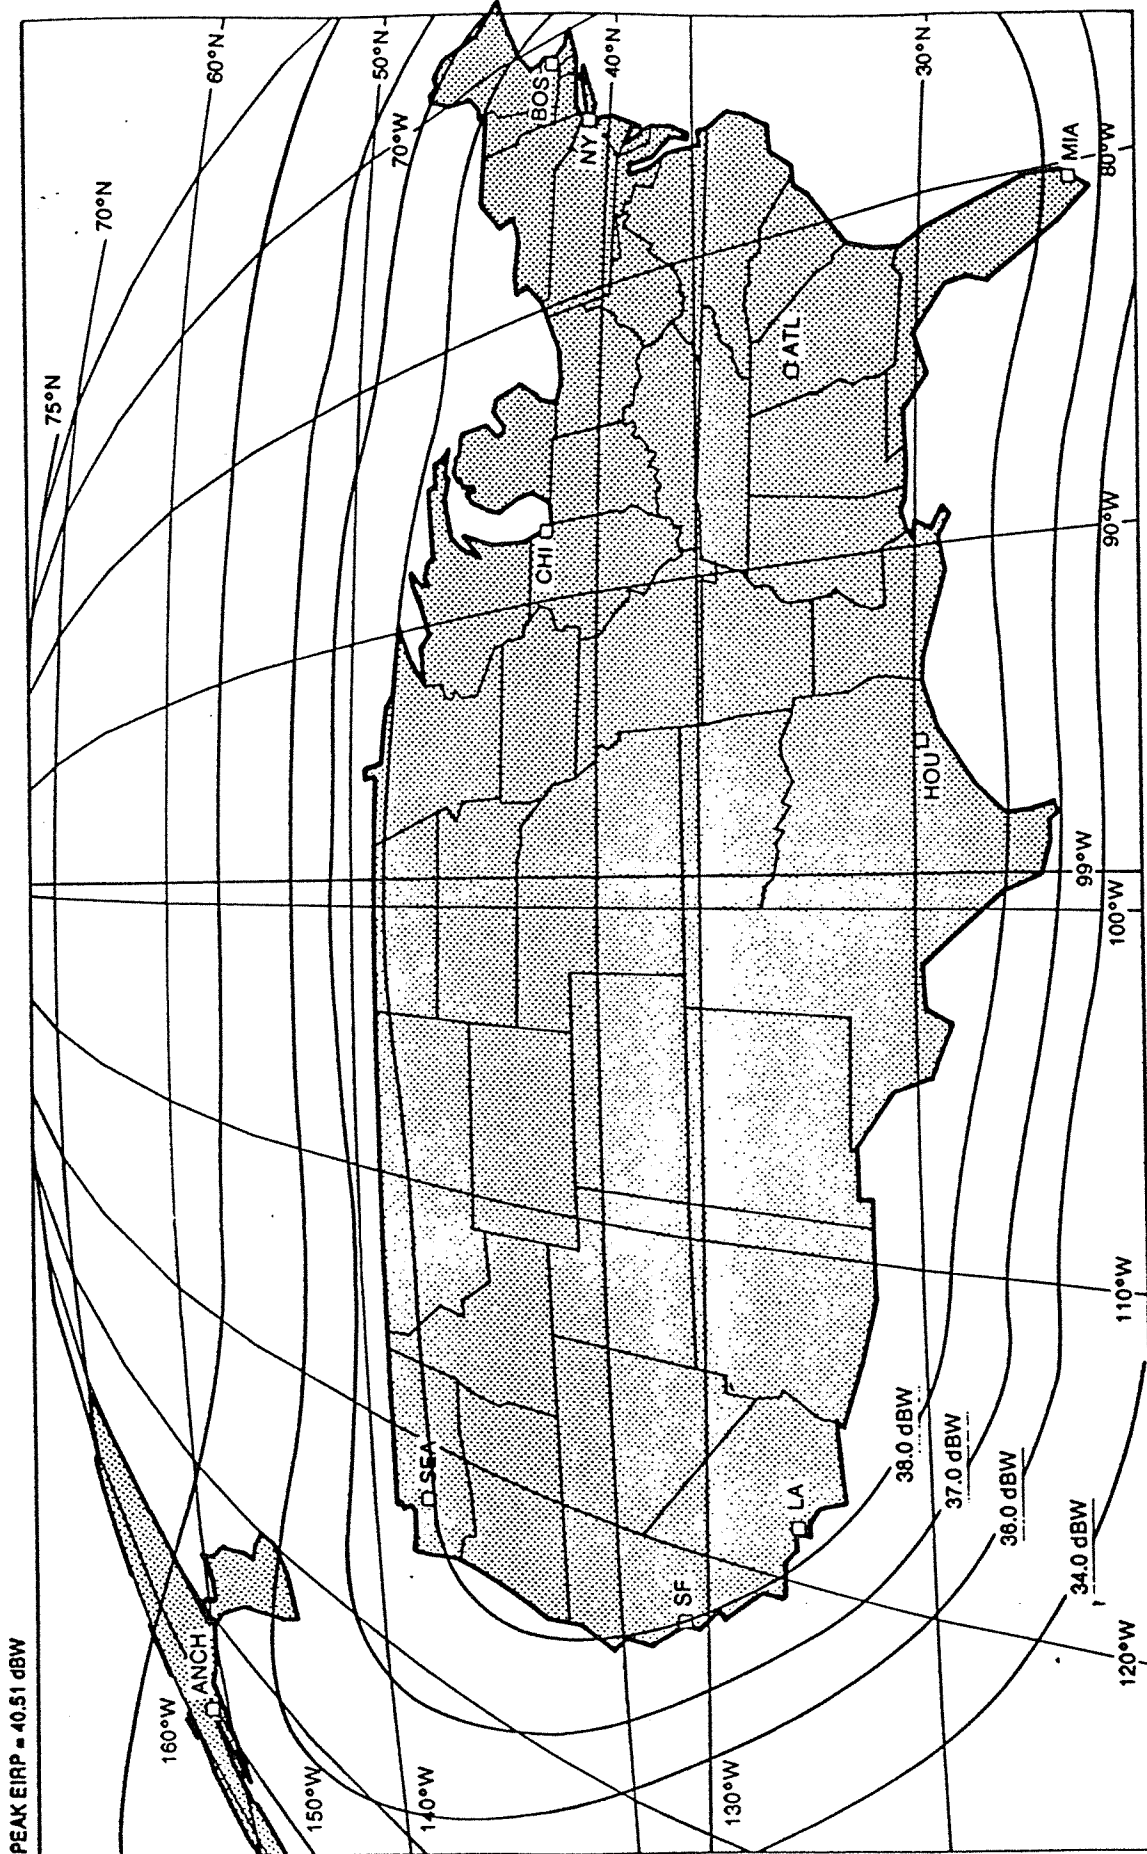 PEAK EIRP = 40.51 dBW
160°W
ANCH
150°W
140°W
130°W
75°N
70°N
60°N
50°N
70°W
40°N
30°N
BOS
NY
MIA
80°W
ATL
CHI
90°W
HOU
99°W
100°W
110°W
SEA
SF
LA
38.0 dBW
37.0 dBW
36.0 dBW
34.0 dBW
120°W